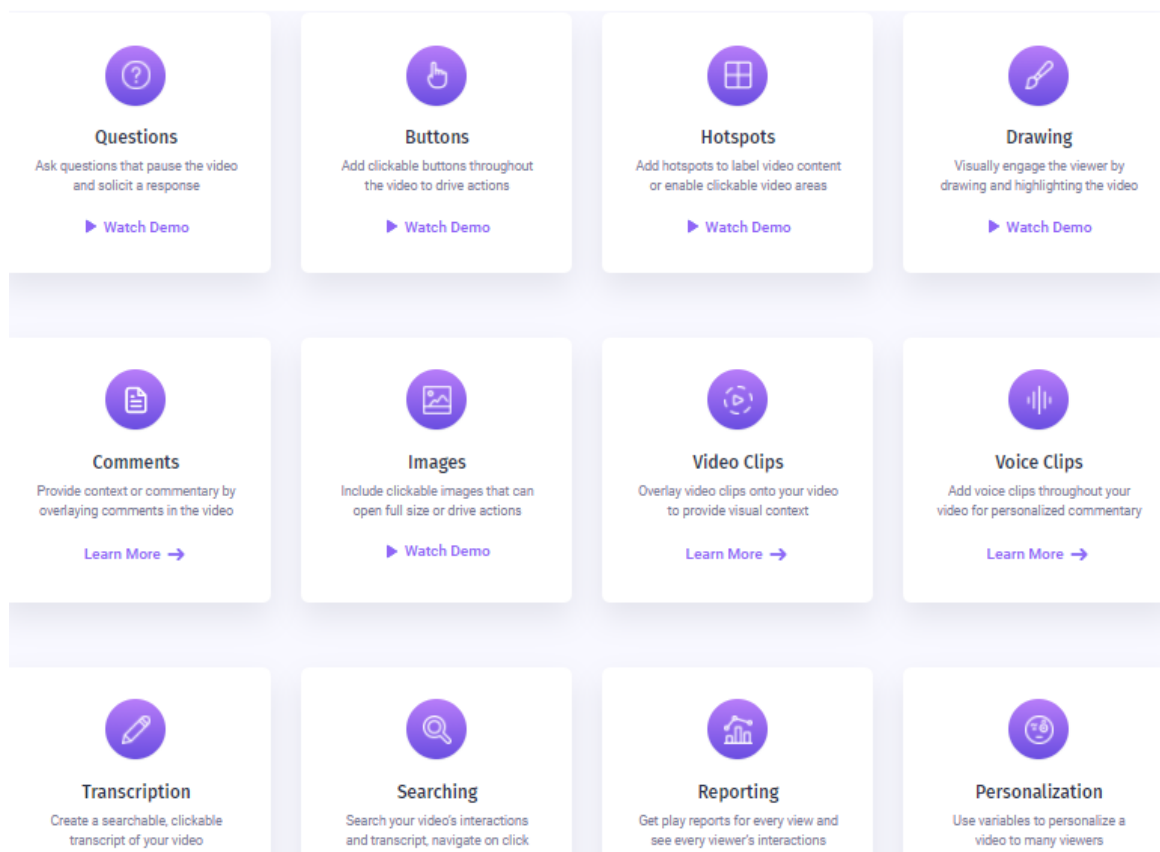 Questions
Ask questions that pause the video
and solicit a response
Watch Demo
Buttons
Add clickable buttons throughout
the video to drive actions
Watch Demo
Hotspots
Add hotspots to label video content
or enable clickable video areas
Watch Demo
Drawing
Visually engage the viewer by
drawing and highlighting the video
Watch Demo
Comments
Provide context or commentary by
overlaying comments in the video
Learn More
Images
Include clickable images that can
open full size or drive actions
Watch Demo
Video Clips
Overlay video clips onto your video
to provide visual context
Learn More
Voice Clips
Add voice clips throughout your
video for personalized commentary
Learn More
Transcription
Create a searchable, clickable
transcript of your video
Searching
Search your video's interactions
and transcript, navigate on click
Reporting
Get play reports for every view and
see every viewer's interactions
Personalization
Use variables to personalize a
video to many viewers